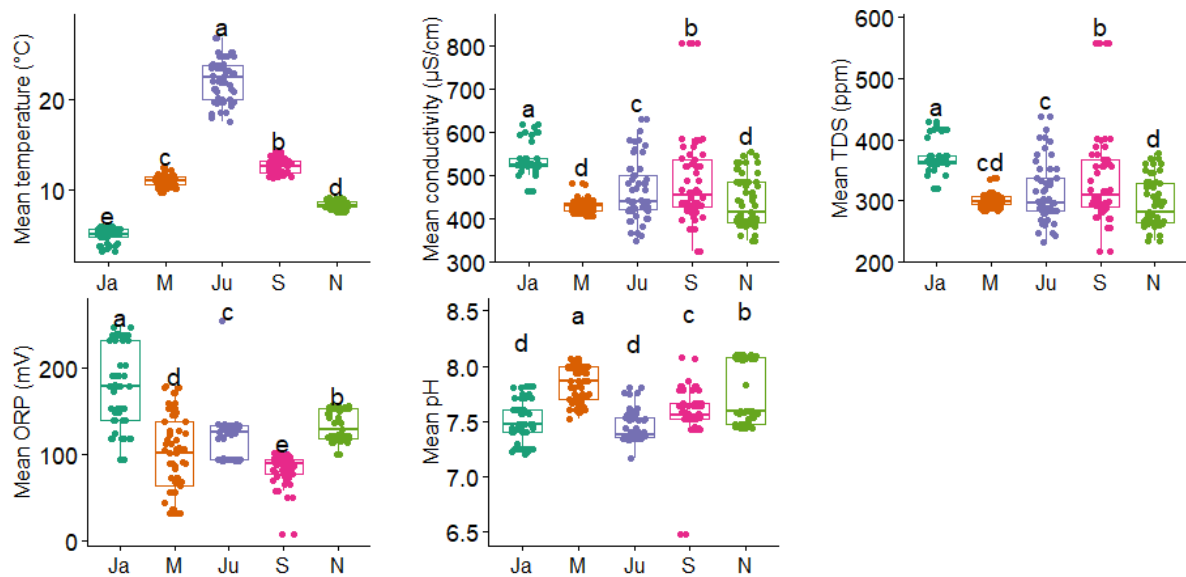 Mean temperature (°C)
20
10
a
b
c
d
e
Ja M Ju S N
Mean conductivity (µS/cm)
800
700
600
500
400
300
a
b
c
d
d
Ja M Ju S N
Mean TDS (ppm)
600
500
400
300
200
a
b
c
cd
d
Ja M Ju S N
Mean ORP (mV)
200
100
0
a
c
d
b
e
Ja M Ju S N
Mean pH
8.5
8.0
7.5
7.0
6.5
a
b
c
d
d
Ja M Ju S N